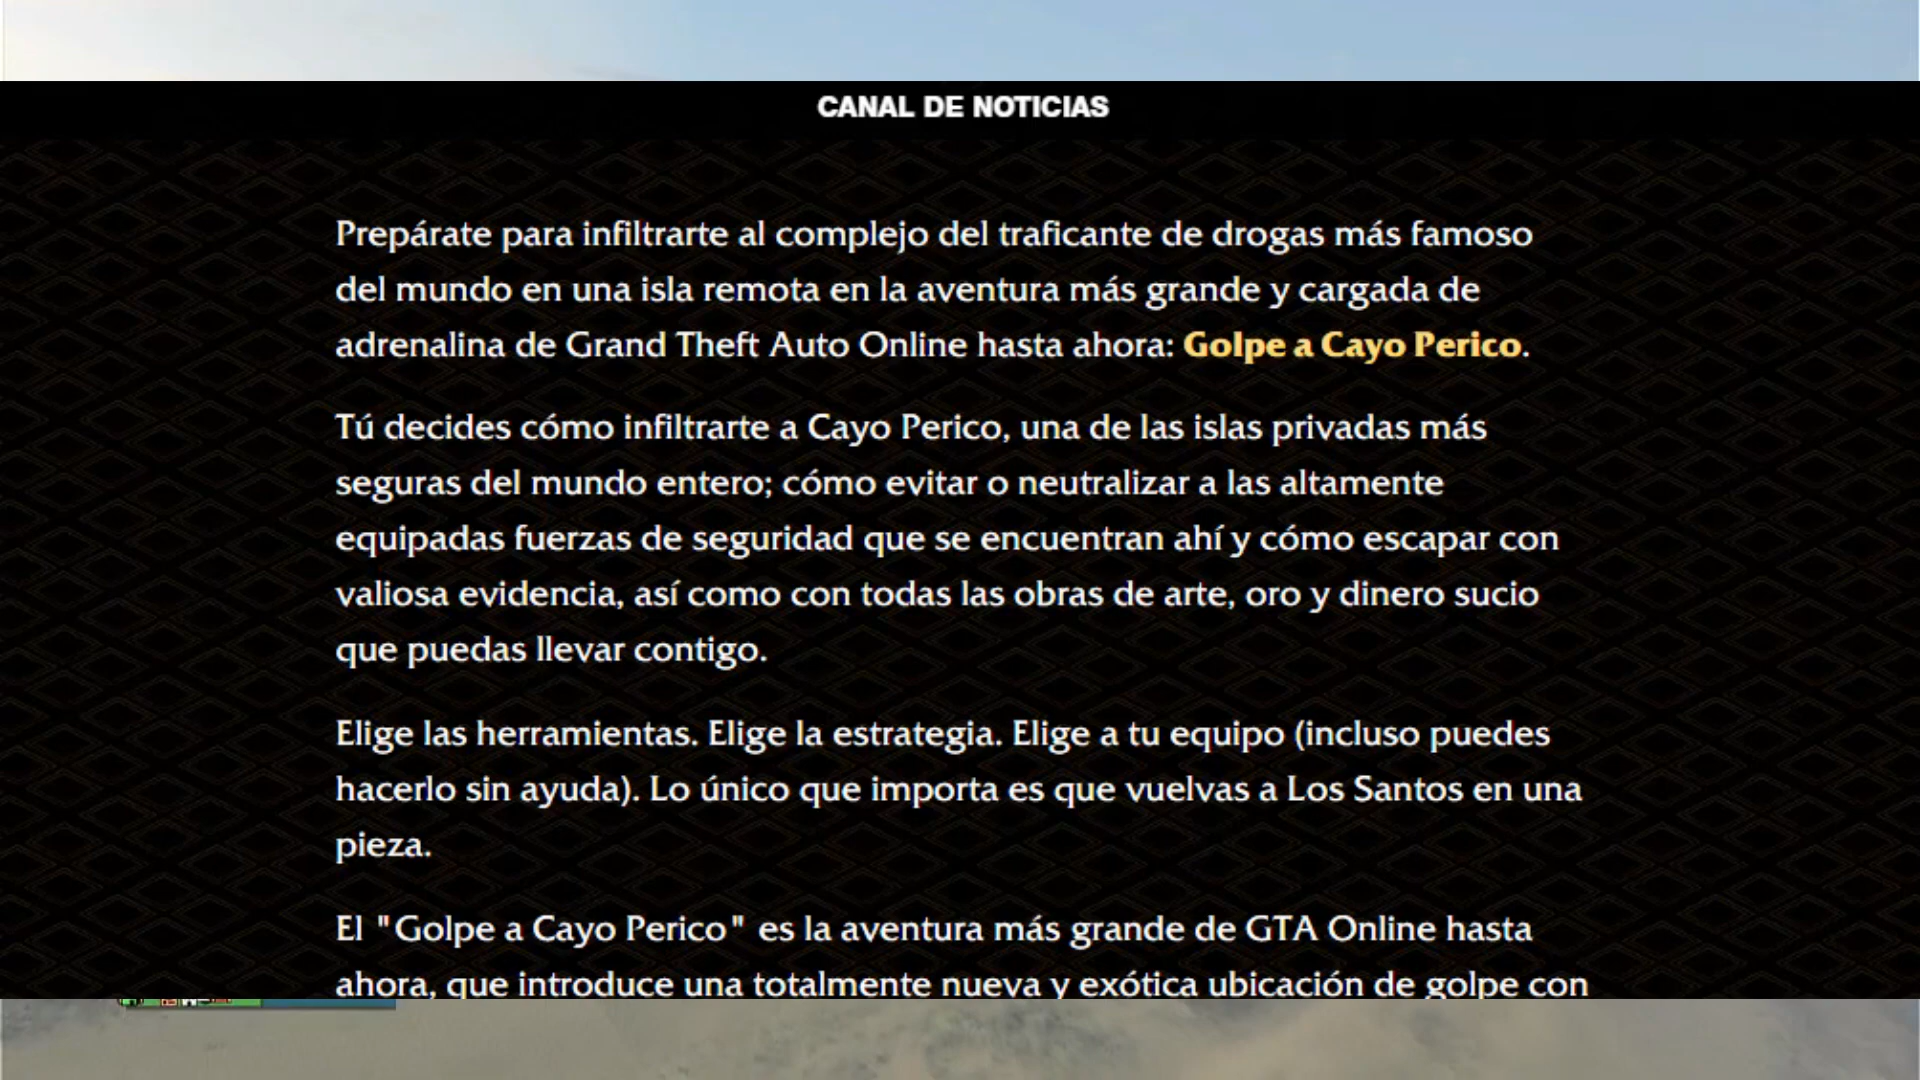 CANAL DE NOTICIAS
Prepárate para infiltrarte al complejo del traficante de drogas más famoso
del mundo en una isla remota en la aventura más grande y cargada de
adrenalina de Grand Theft Auto Online hasta ahora: Golpe a Cayo Perico.
Tú decides cómo infiltrarte a Cayo Perico, una de las islas privadas más
seguras del mundo entero; cómo evitar o neutralizar a las altamente
equipadas fuerzas de seguridad que se encuentran ahí y cómo escapar con
valiosa evidencia, así como con todas las obras de arte, oro y dinero sucio
que puedas llevar contigo.
Elige las herramientas. Elige la estrategia. Elige a tu equipo (incluso puedes
hacerlo sin ayuda). Lo único que importa es que vuelvas a Los Santos en una
pieza.
El "Golpe a Cayo Perico" es la aventura más grande de GTA Online hasta
ahora, que introduce una totalmente nueva y exótica ubicación de golpe con